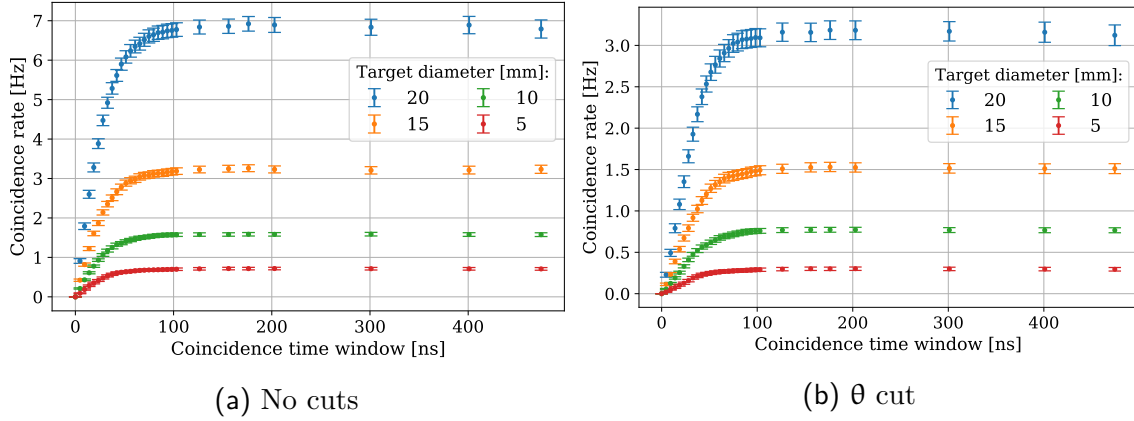 7
6
5
4
3
2
1
0
Coincidence rate [Hz]
Target diameter [mm]:
20 10
15 5
0 100 200 300 400
Coincidence time window [ns]
(a) No cuts
3.0
2.5
2.0
1.5
1.0
0.5
0.0
Coincidence rate [Hz]
Target diameter [mm]:
20 10
15 5
0 100 200 300 400
Coincidence time window [ns]
(b) θ cut